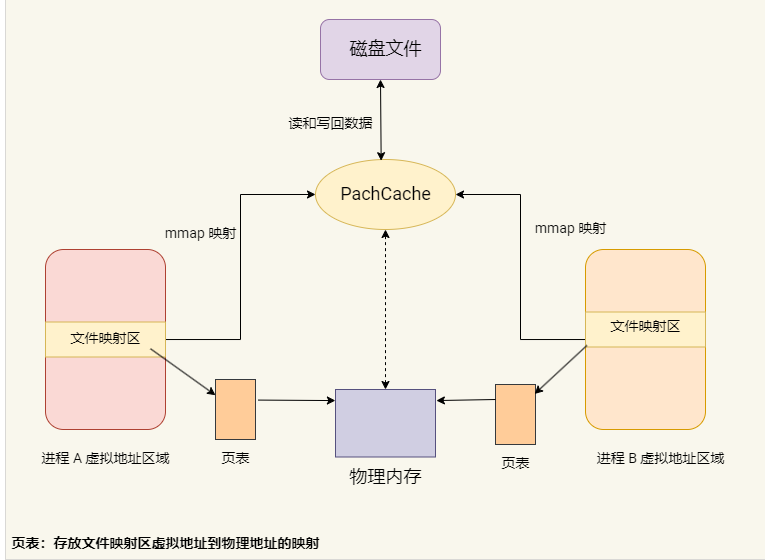 磁盘文件
读和写回数据
PachCache
mmap 映射
mmap 映射
文件映射区
文件映射区
进程 A 虚拟地址区域
页表
物理内存
页表
进程 B 虚拟地址区域
页表：存放文件映射区虚拟地址到物理地址的映射